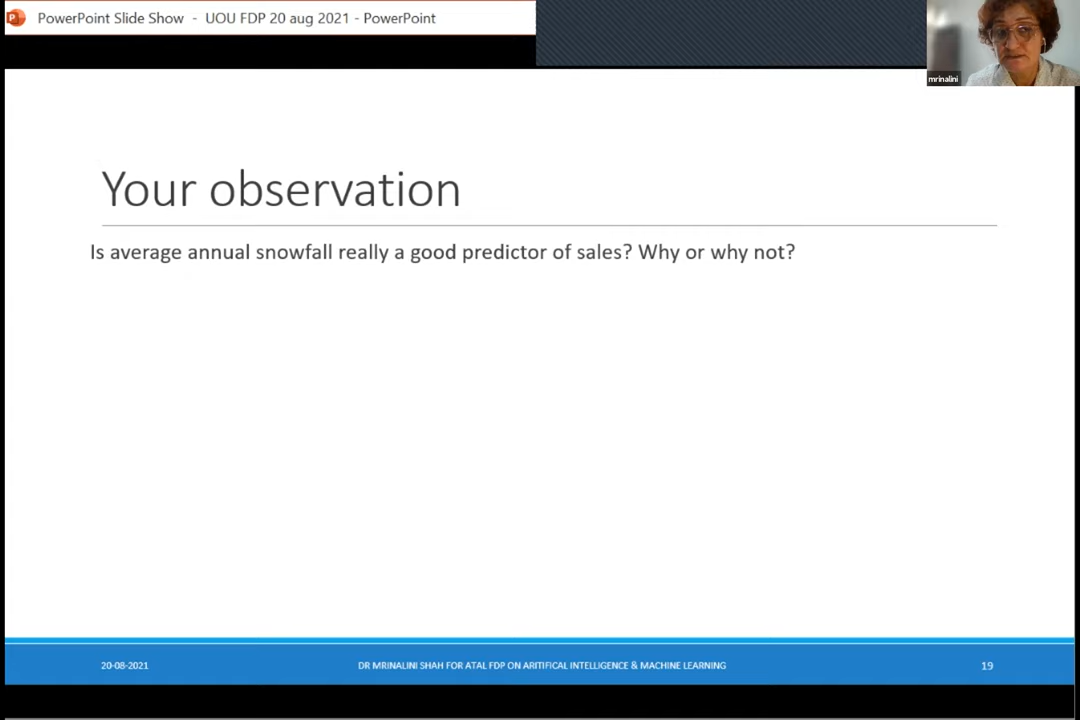 PowerPoint Slide Show - UOU FDP 20 aug 2021 - PowerPoint
mrinalini
Your observation
Is average annual snowfall really a good predictor of sales? Why or why not?
20-08-2021
DR MRINALINI SHAH FOR ATAL FDP ON ARITIFICAL INTELLIGENCE & MACHINE LEARNING
19